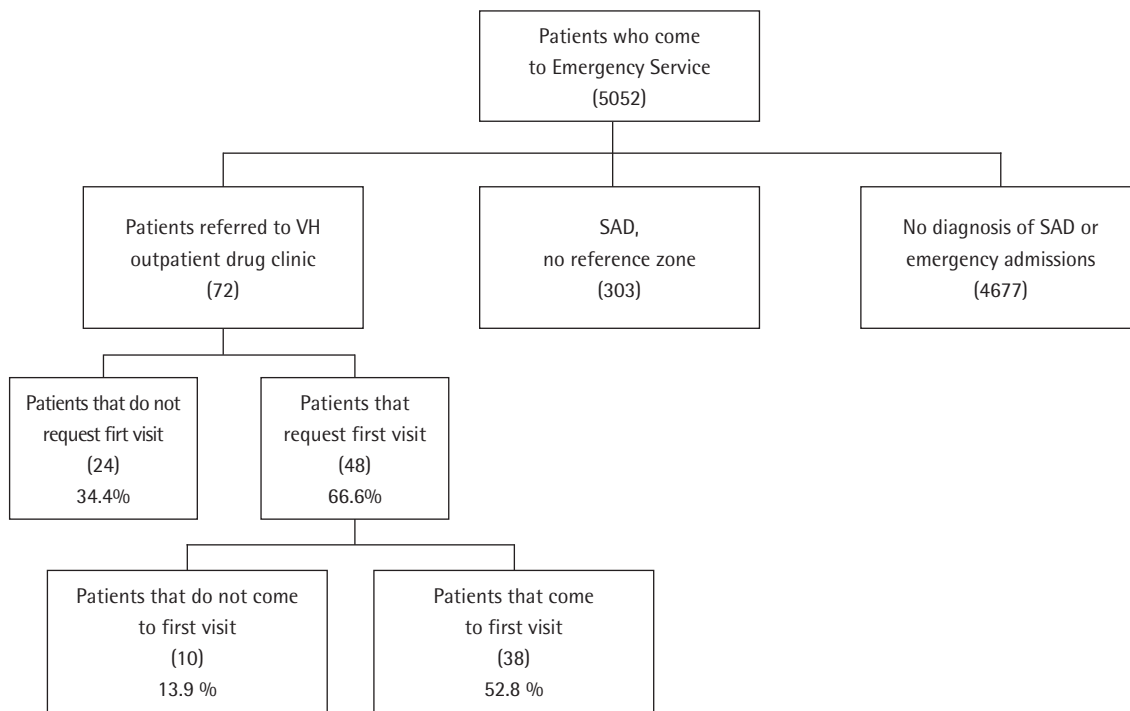 Patients who come
to Emergency Service
(5052)
Patients referred to VH
outpatient drug clinic
(72)
SAD,
no reference zone
(303)
No diagnosis of SAD or
emergency admissions
(4677)
Patients that do not
request firt visit
(24)
34.4%
Patients that
request first visit
(48)
66.6%
Patients that do not come
to first visit
(10)
13.9 %
Patients that come
to first visit
(38)
52.8 %